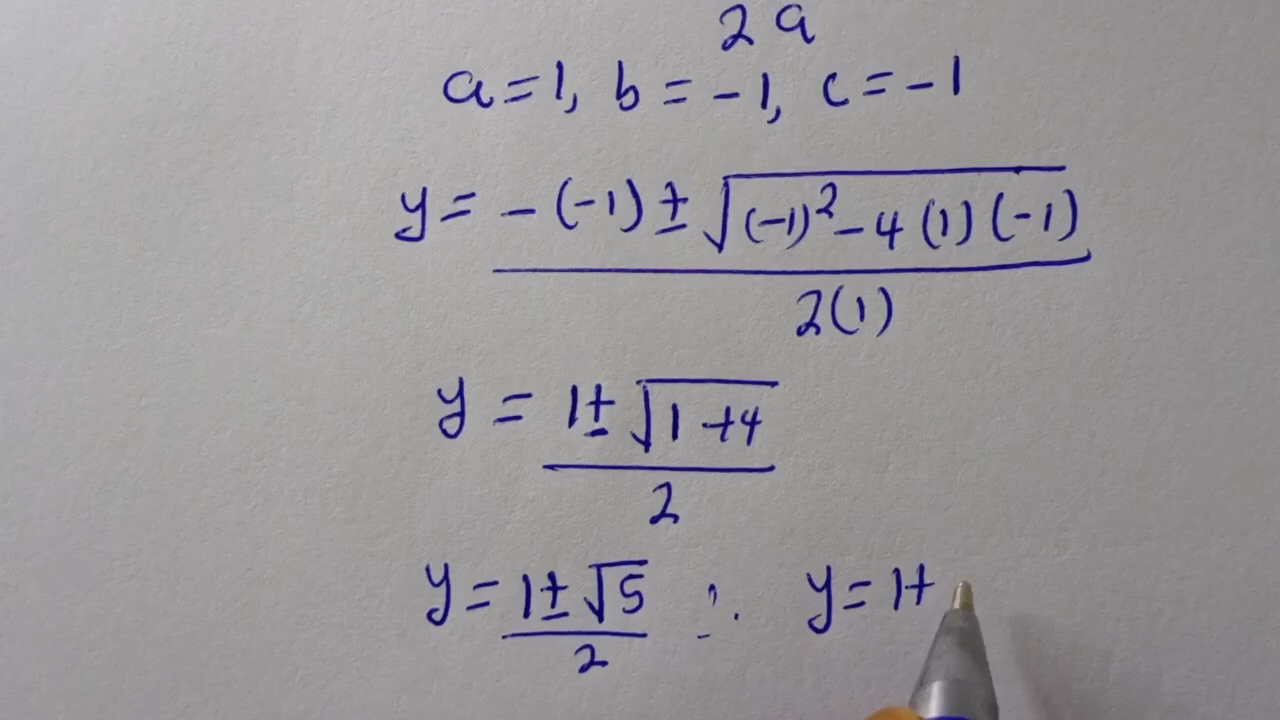 2a
a=1, b=-1, c=-1
y= -(-1)±√(-1)²-4(1)(-1)
2(1)
y = 1±√1+4
2
y=1±√5 ∴ y=1+
2